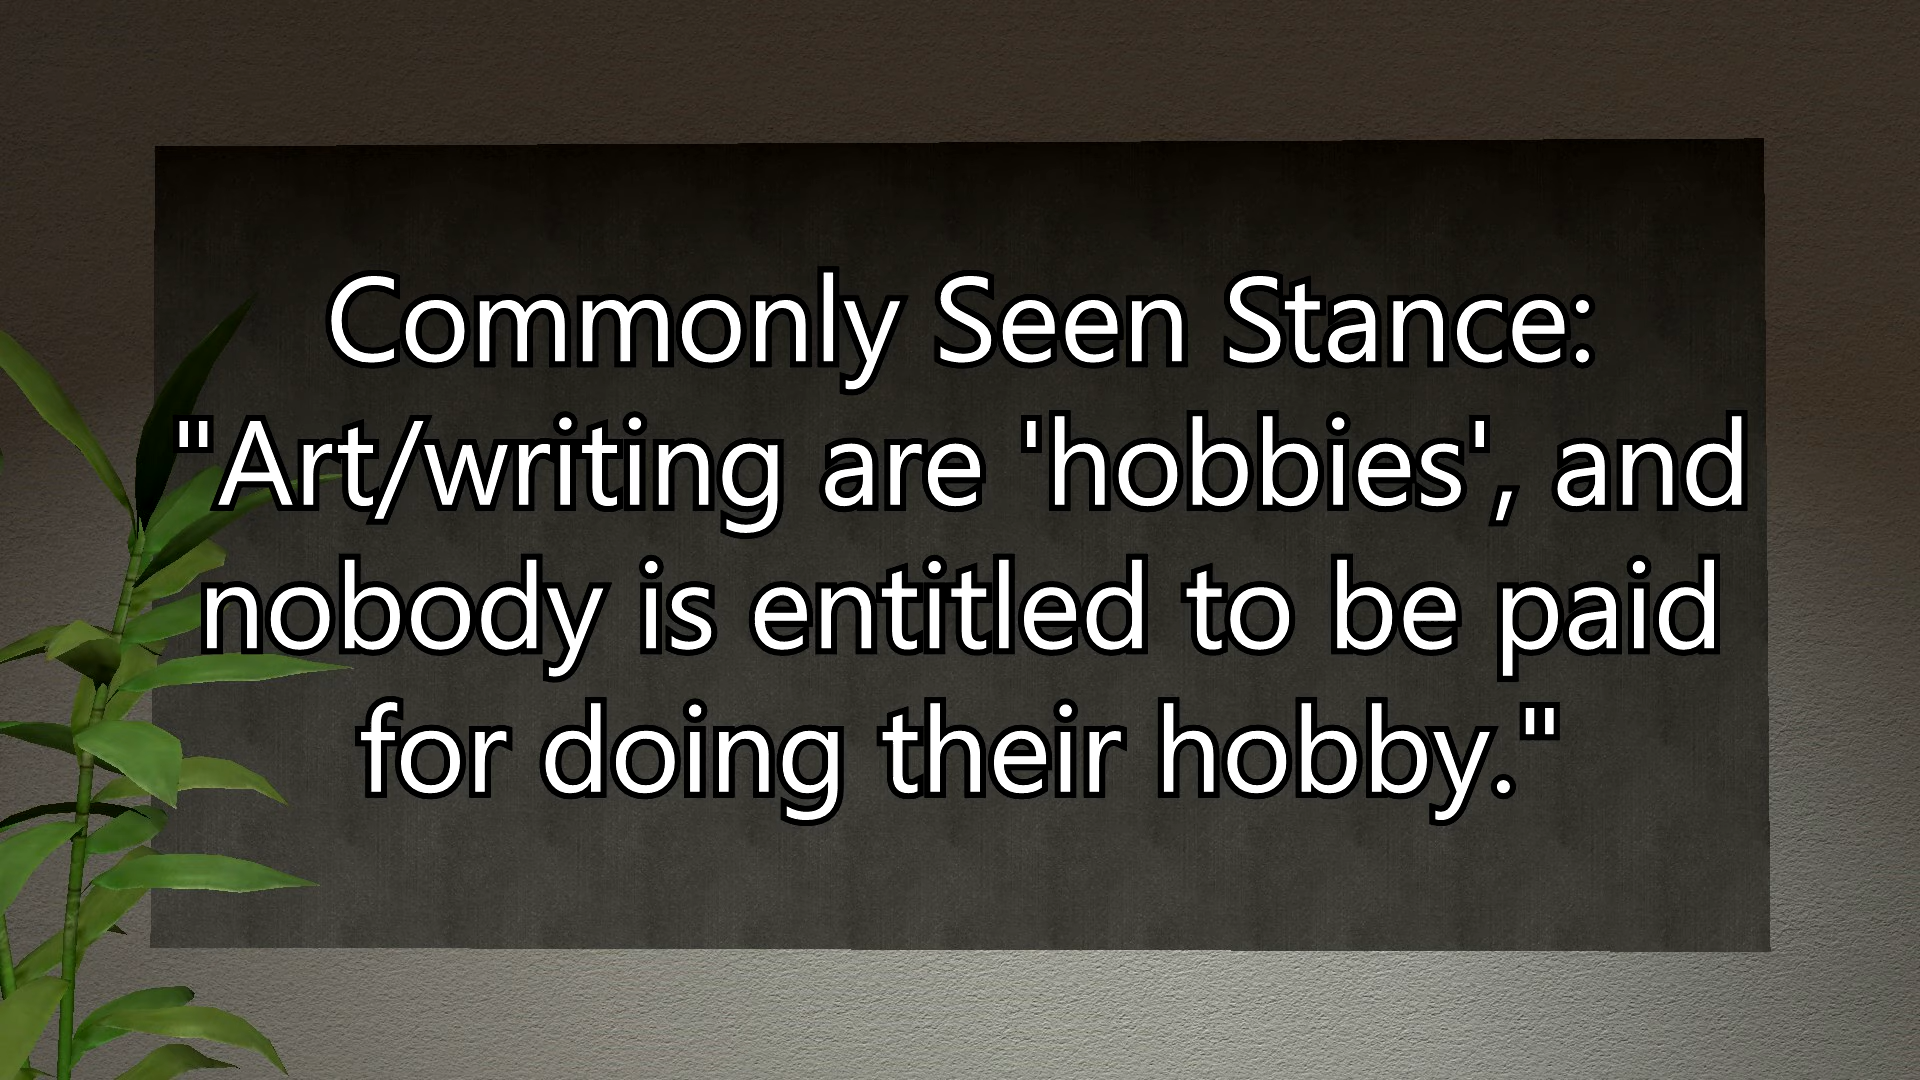 Commonly Seen Stance:
"Art/writing are 'hobbies', and
nobody is entitled to be paid
for doing their hobby."